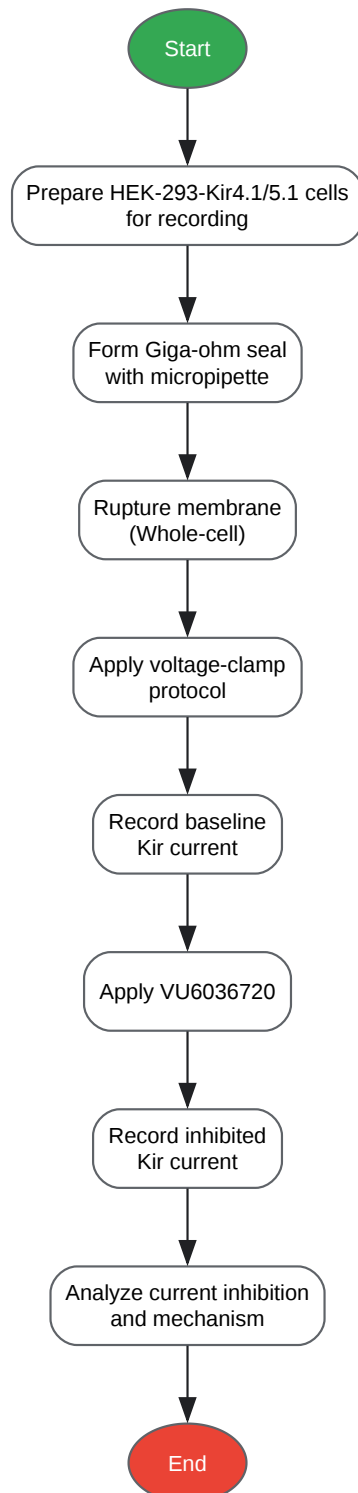 Start
Prepare HEK-293-Kir4.1/5.1 cells
for recording
Form Giga-ohm seal
with micropipette
Rupture membrane
(Whole-cell)
Apply voltage-clamp
protocol
Record baseline
Kir current
Apply VU6036720
Record inhibited
Kir current
Analyze current inhibition
and mechanism
End